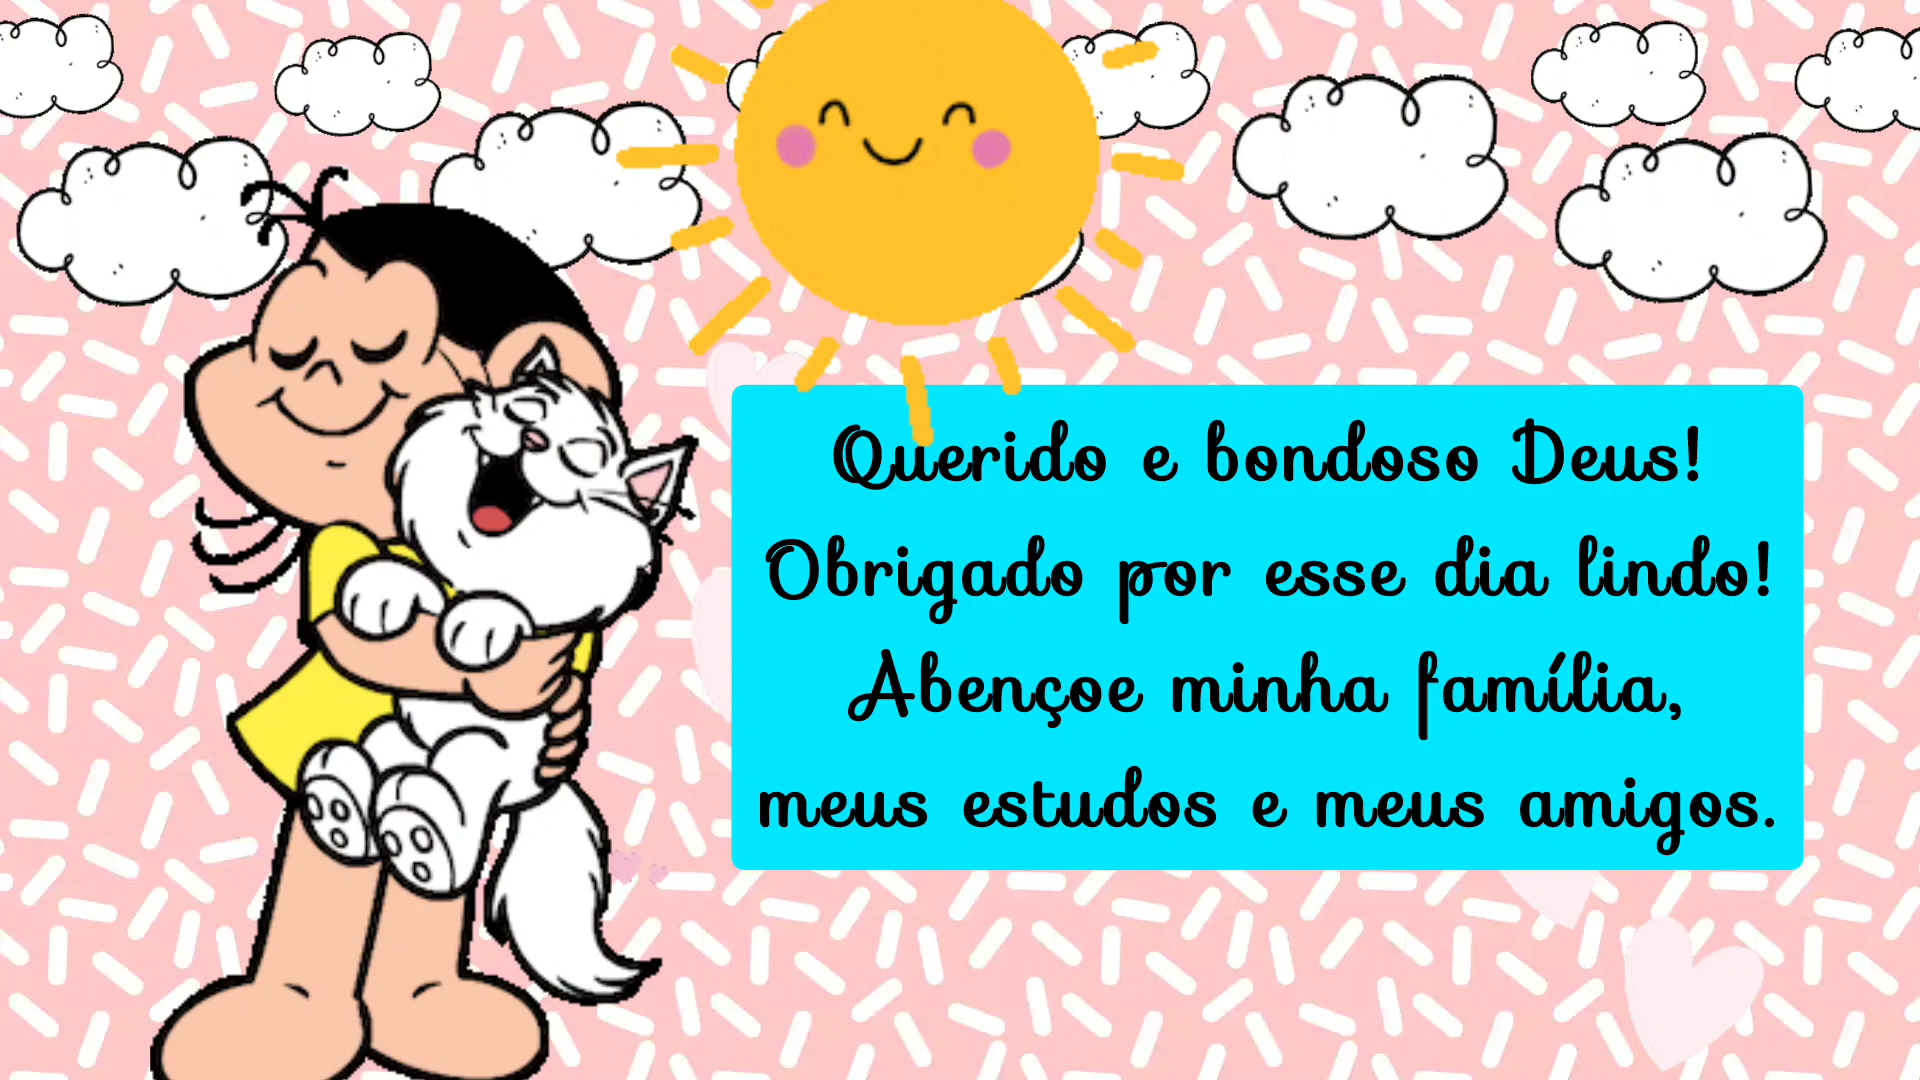 Querido e bondoso Deus!
Obrigado por esse dia lindo!
Abençoe minha família,
meus estudos e meus amigos.